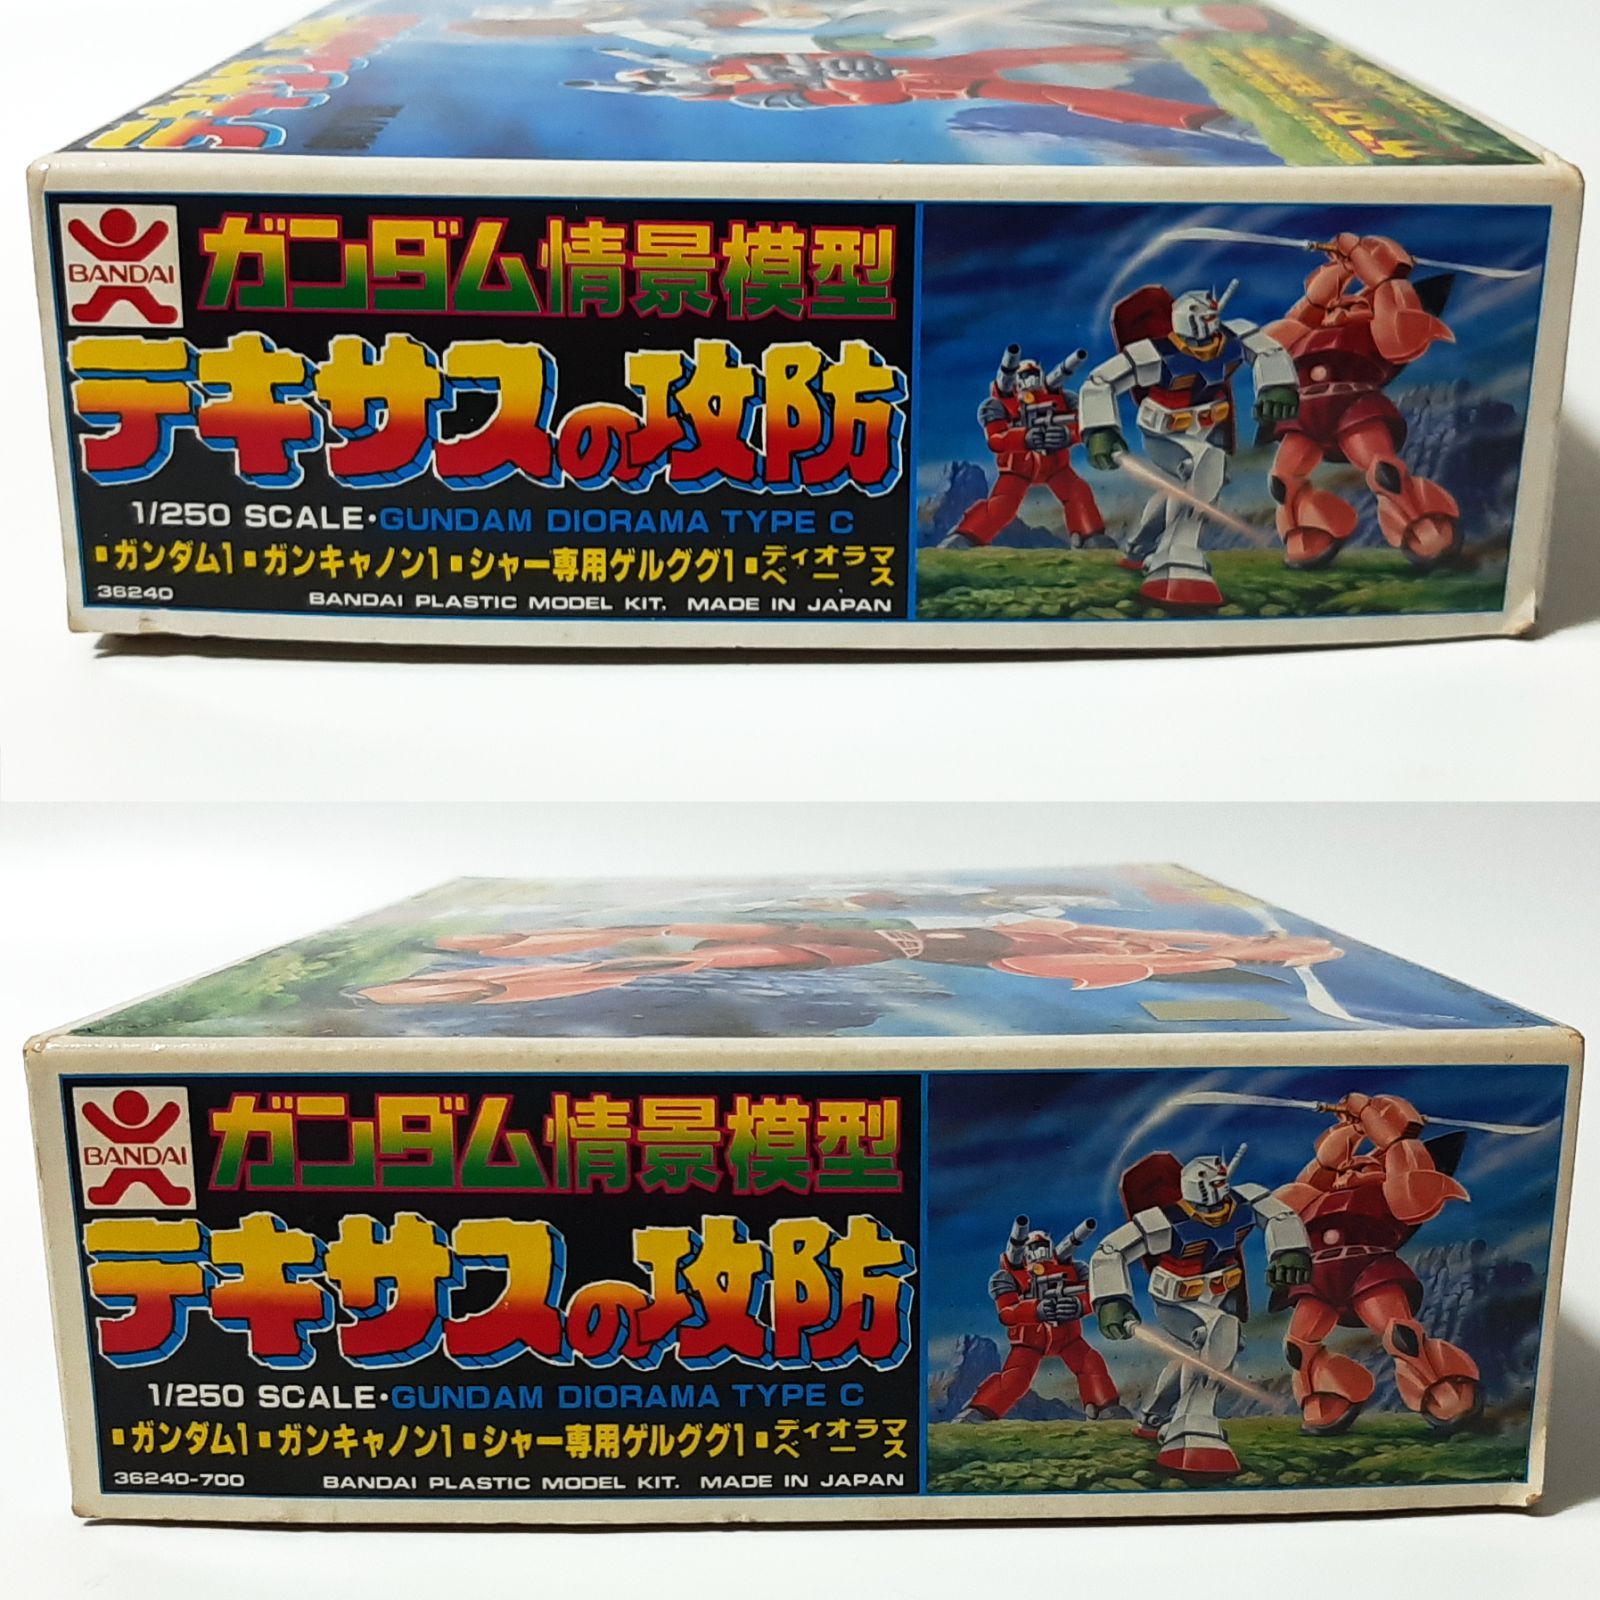 BANDAI
ガンダム情景模型
テキサスの攻防
1/250 SCALE・GUNDAM DIORAMA TYPE C
▪ガンダム1▪ガンキャノン1▪シャー専用ゲルググ1▪ディオラマベース
36240 BANDAI PLASTIC MODEL KIT. MADE IN JAPAN
BANDAI
ガンダム情景模型
テキサスの攻防
1/250 SCALE・GUNDAM DIORAMA TYPE C
▪ガンダム1▪ガンキャノン1▪シャー専用ゲルググ1▪ディオラマベース
36240-700 BANDAI PLASTIC MODEL KIT. MADE IN JAPAN